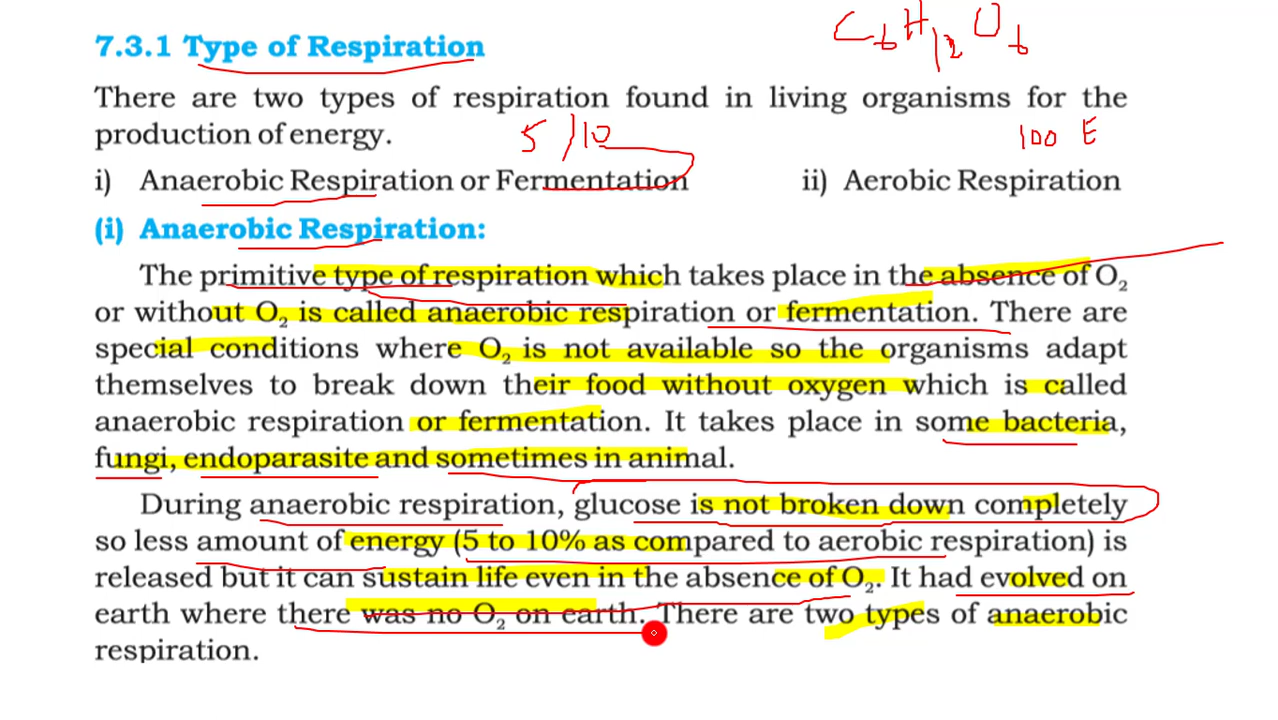 C6H12O6
7.3.1 Type of Respiration
There are two types of respiration found in living organisms for the
production of energy.
5 / 10
100 E
i) Anaerobic Respiration or Fermentation ii) Aerobic Respiration
(i) Anaerobic Respiration:
The primitive type of respiration which takes place in the absence of O₂
or without O₂ is called anaerobic respiration or fermentation. There are
special conditions where O₂ is not available so the organisms adapt
themselves to break down their food without oxygen which is called
anaerobic respiration or fermentation. It takes place in some bacteria,
fungi, endoparasite and sometimes in animal.
During anaerobic respiration, glucose is not broken down completely
so less amount of energy (5 to 10% as compared to aerobic respiration) is
released but it can sustain life even in the absence of O₂. It had evolved on
earth where there was no O₂ on earth. There are two types of anaerobic
respiration.